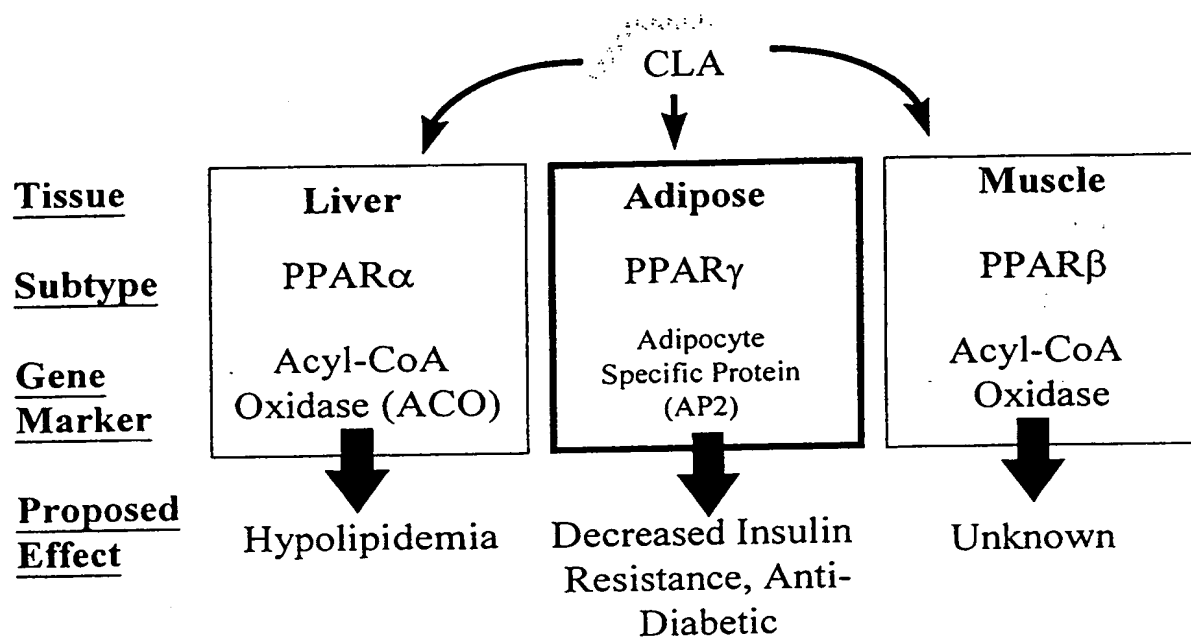 CLA
Tissue
Liver
Adipose
Muscle
Subtype
PPARα
PPARγ
PPARβ
Gene
Marker
Acyl-CoA
Oxidase (ACO)
Adipocyte
Specific Protein
(AP2)
Acyl-CoA
Oxidase
Proposed
Effect
Hypolipidemia
Decreased Insulin
Resistance, Anti-
Diabetic
Unknown